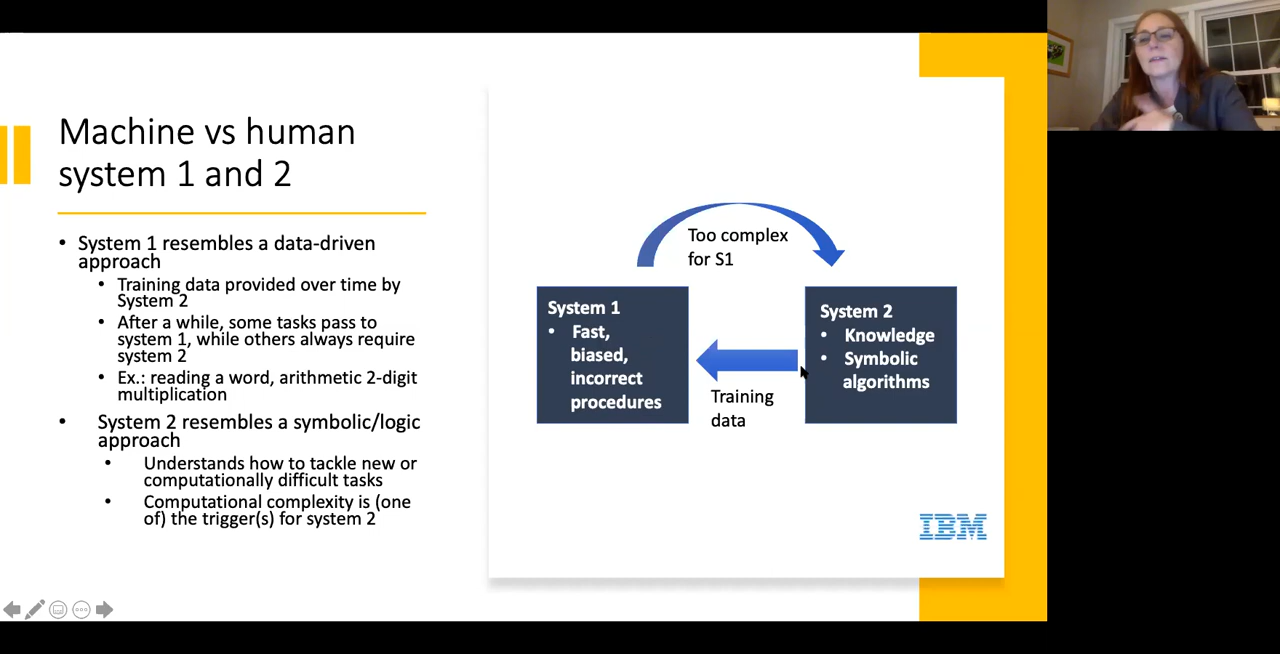 Machine vs human
system 1 and 2
• System 1 resembles a data-driven
approach
• Training data provided over time by
System 2
• After a while, some tasks pass to
system 1, while others always require
system 2
• Ex.: reading a word, arithmetic 2-digit
multiplication
• System 2 resembles a symbolic/logic
approach
• Understands how to tackle new or
computationally difficult tasks
• Computational complexity is (one
of) the trigger(s) for system 2
Too complex
for S1
System 1
• Fast,
biased,
incorrect
procedures
Training
data
System 2
• Knowledge
• Symbolic
algorithms
IBM